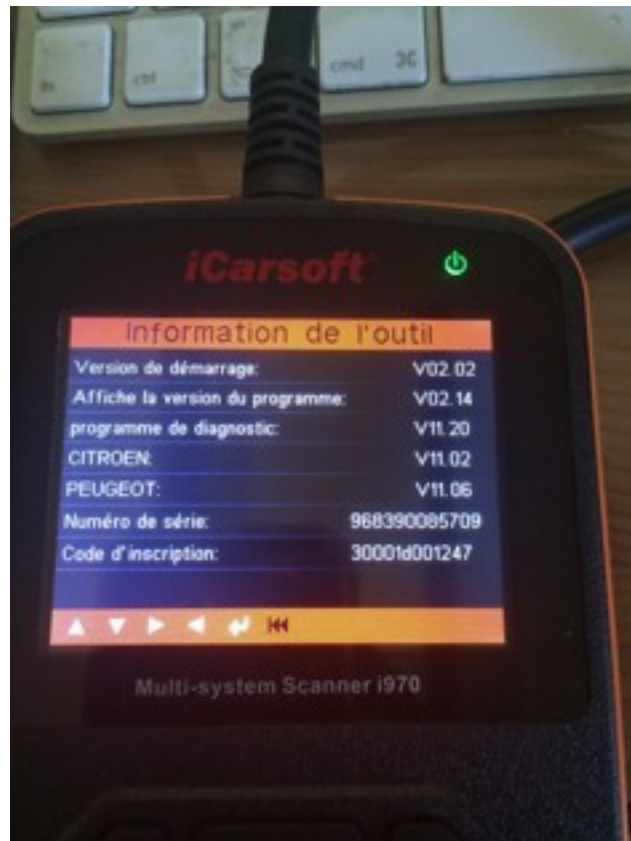 cmd ⌘
iCarsoft
Information de l'outil
Version de démarrage: V02.02
Affiche la version du programme: V02.14
programme de diagnostic: V11.20
CITROEN: V11.02
PEUGEOT: V11.06
Numéro de série: 968390085709
Code d'inscription: 30001d001247
Multi-system Scanner i970